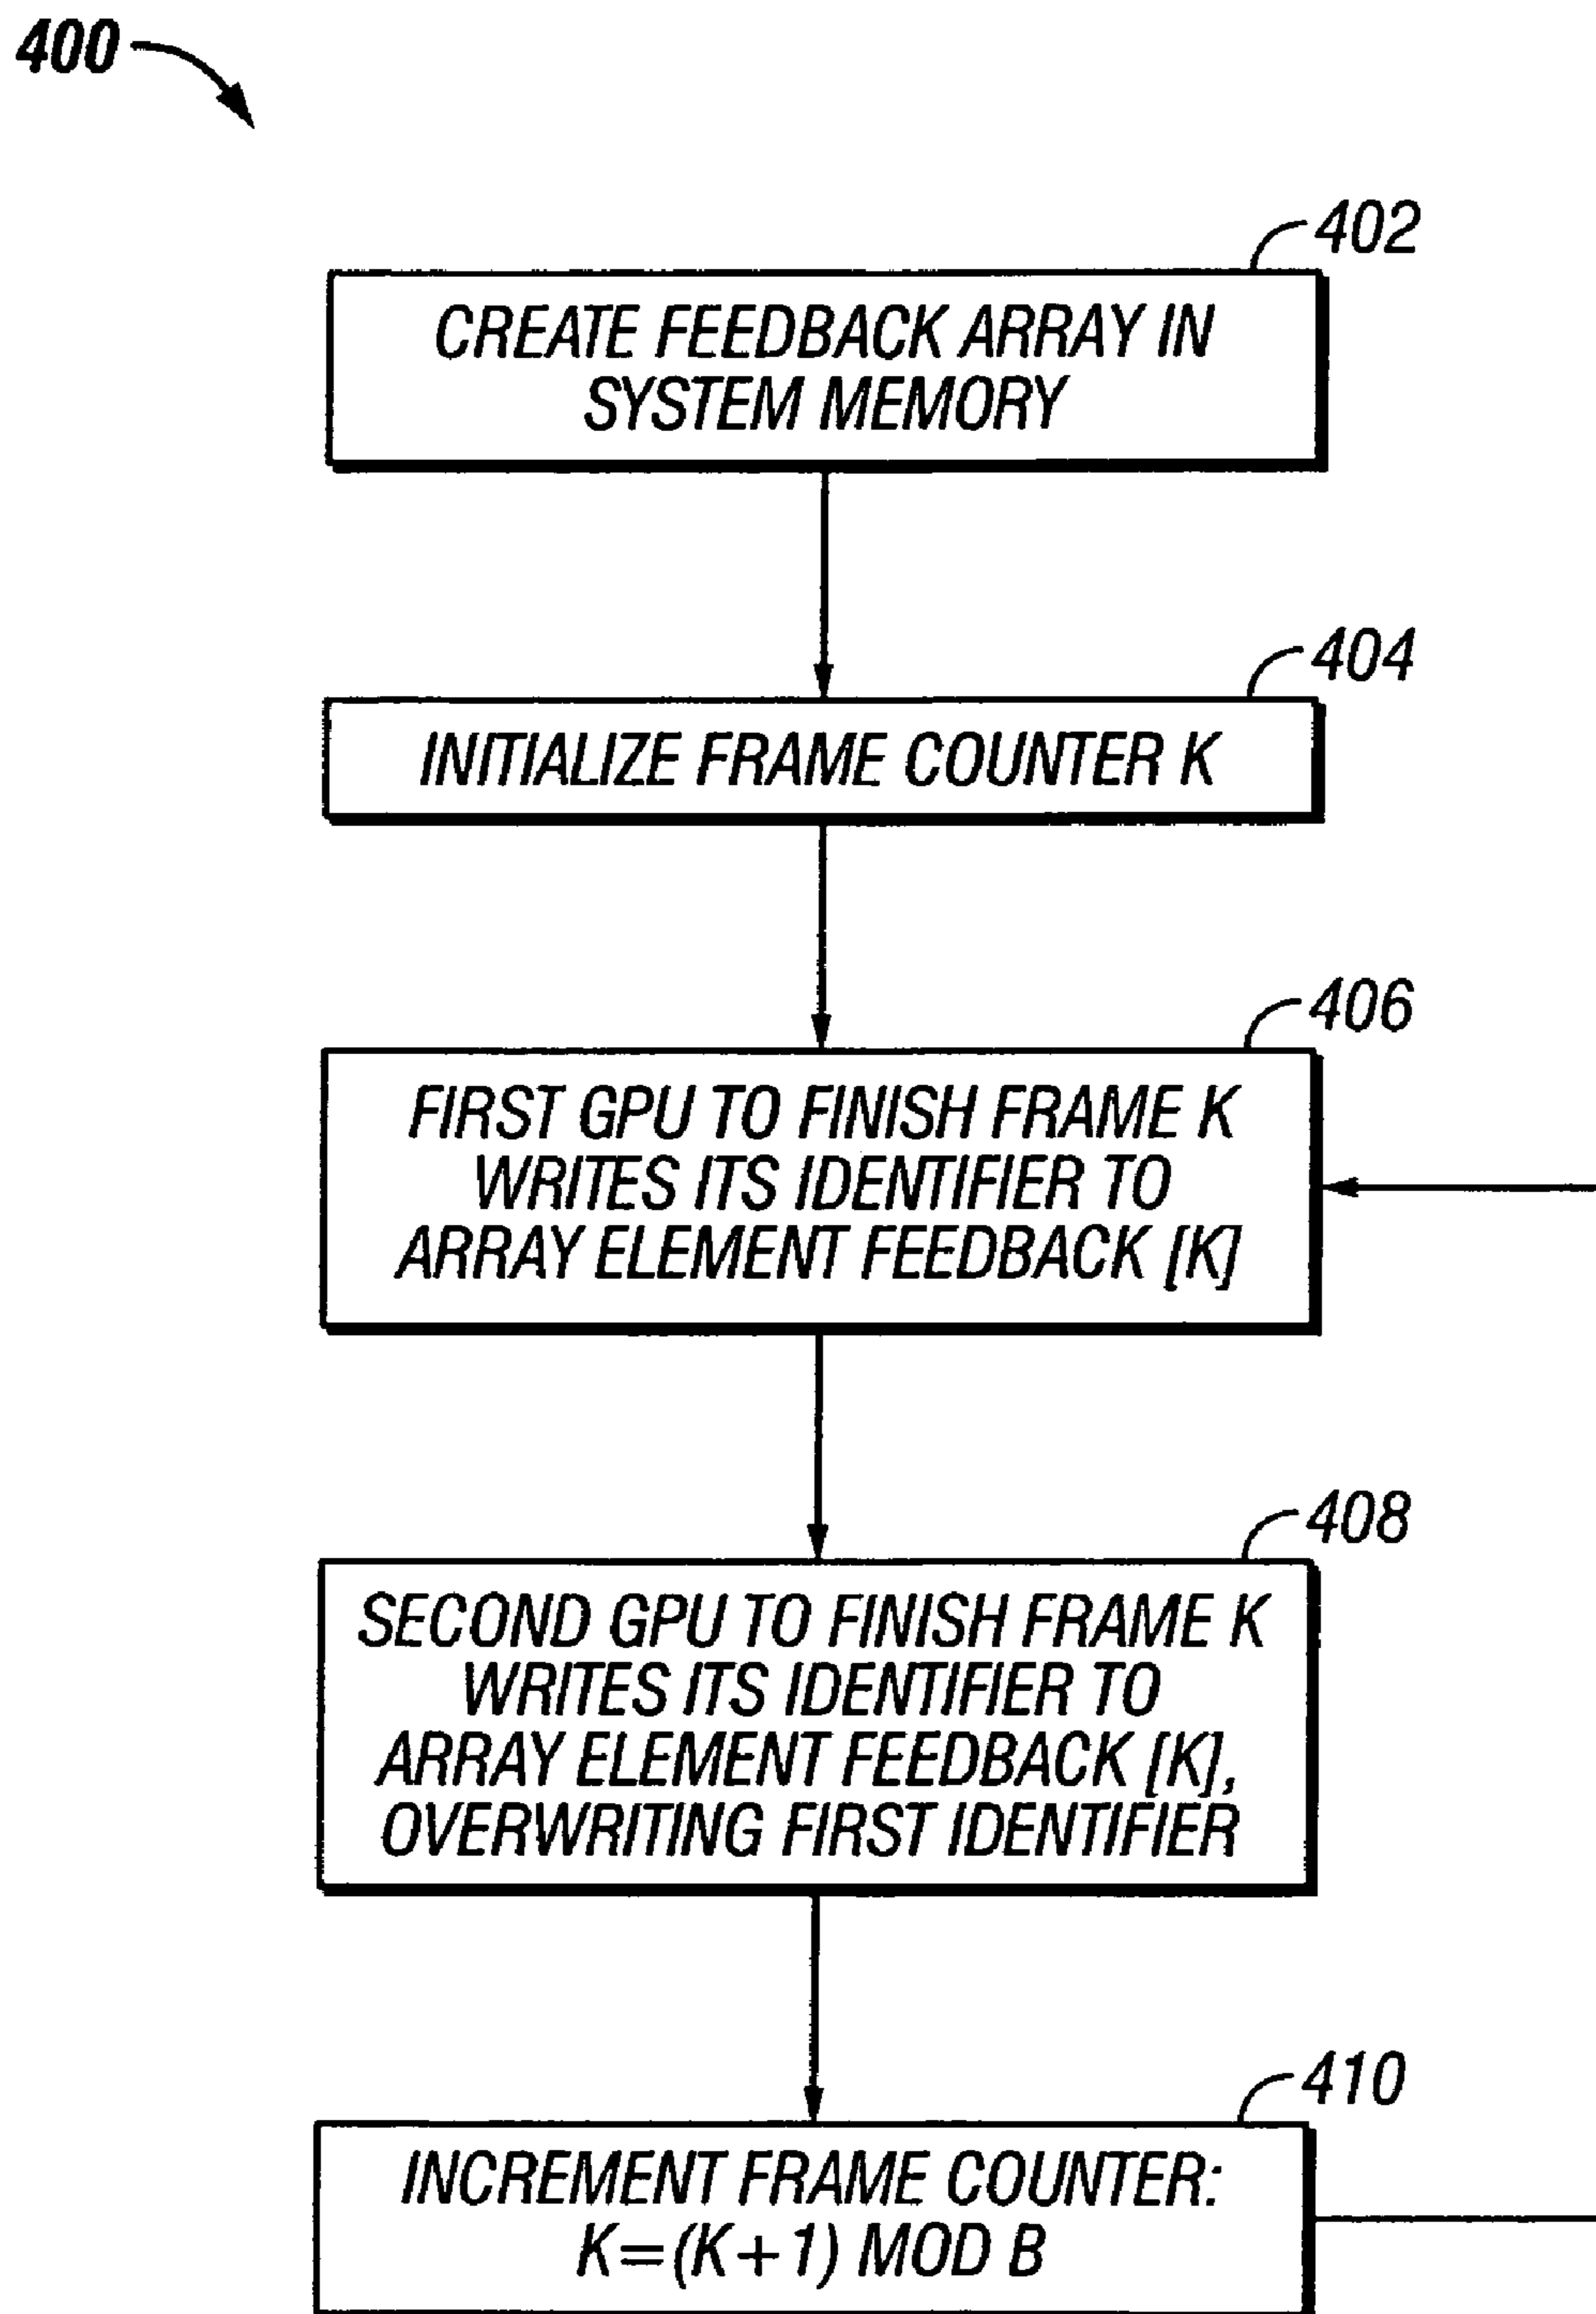 400
402
CREATE FEEDBACK ARRAY IN
SYSTEM MEMORY
404
INITIALIZE FRAME COUNTER K
406
FIRST GPU TO FINISH FRAME K
WRITES ITS IDENTIFIER TO
ARRAY ELEMENT FEEDBACK [K]
408
SECOND GPU TO FINISH FRAME K
WRITES ITS IDENTIFIER TO
ARRAY ELEMENT FEEDBACK [K],
OVERWRITING FIRST IDENTIFIER
410
INCREMENT FRAME COUNTER:
K=(K+1) MOD B